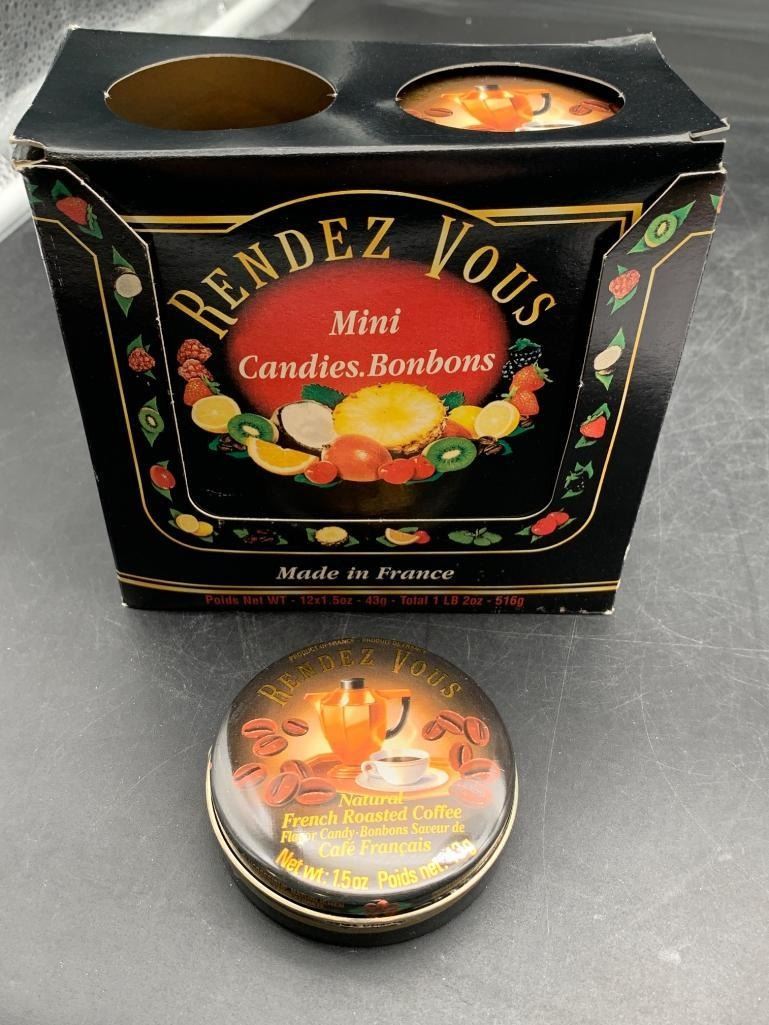 RENDEZ VOUS
Mini
Candies.Bonbons
Made in France
Poids Net WT - 12x1.5oz - 43g - Total 1 LB 2oz - 516g
PRODUCT OF FRANCE - PRODUIT DE FRANCE
RENDEZ VOUS
Natural
French Roasted Coffee
Flavor Candy-Bonbons Saveur de
Café Français
Net wt: 1.5oz Poids net: 43g